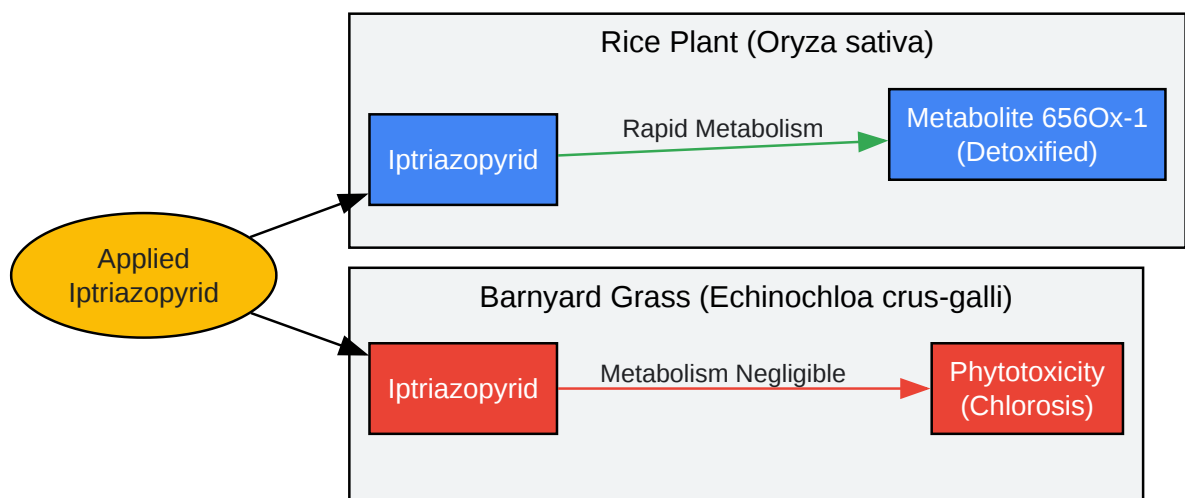 Rice Plant (Oryza sativa)
Iptriazopyrid
Rapid Metabolism
Metabolite 656Ox-1
(Detoxified)
Applied
Iptriazopyrid
Barnyard Grass (Echinochloa crus-galli)
Iptriazopyrid
Metabolism Negligible
Phytotoxicity
(Chlorosis)